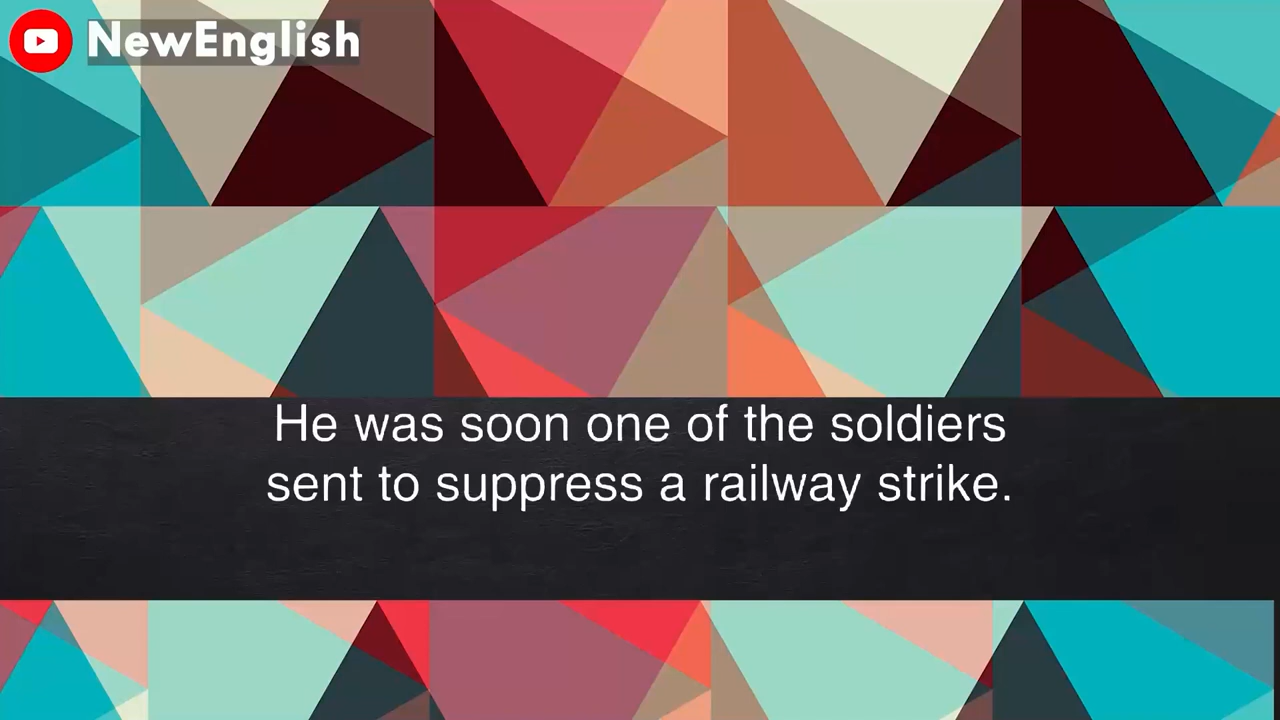 NewEnglish
He was soon one of the soldiers
sent to suppress a railway strike.